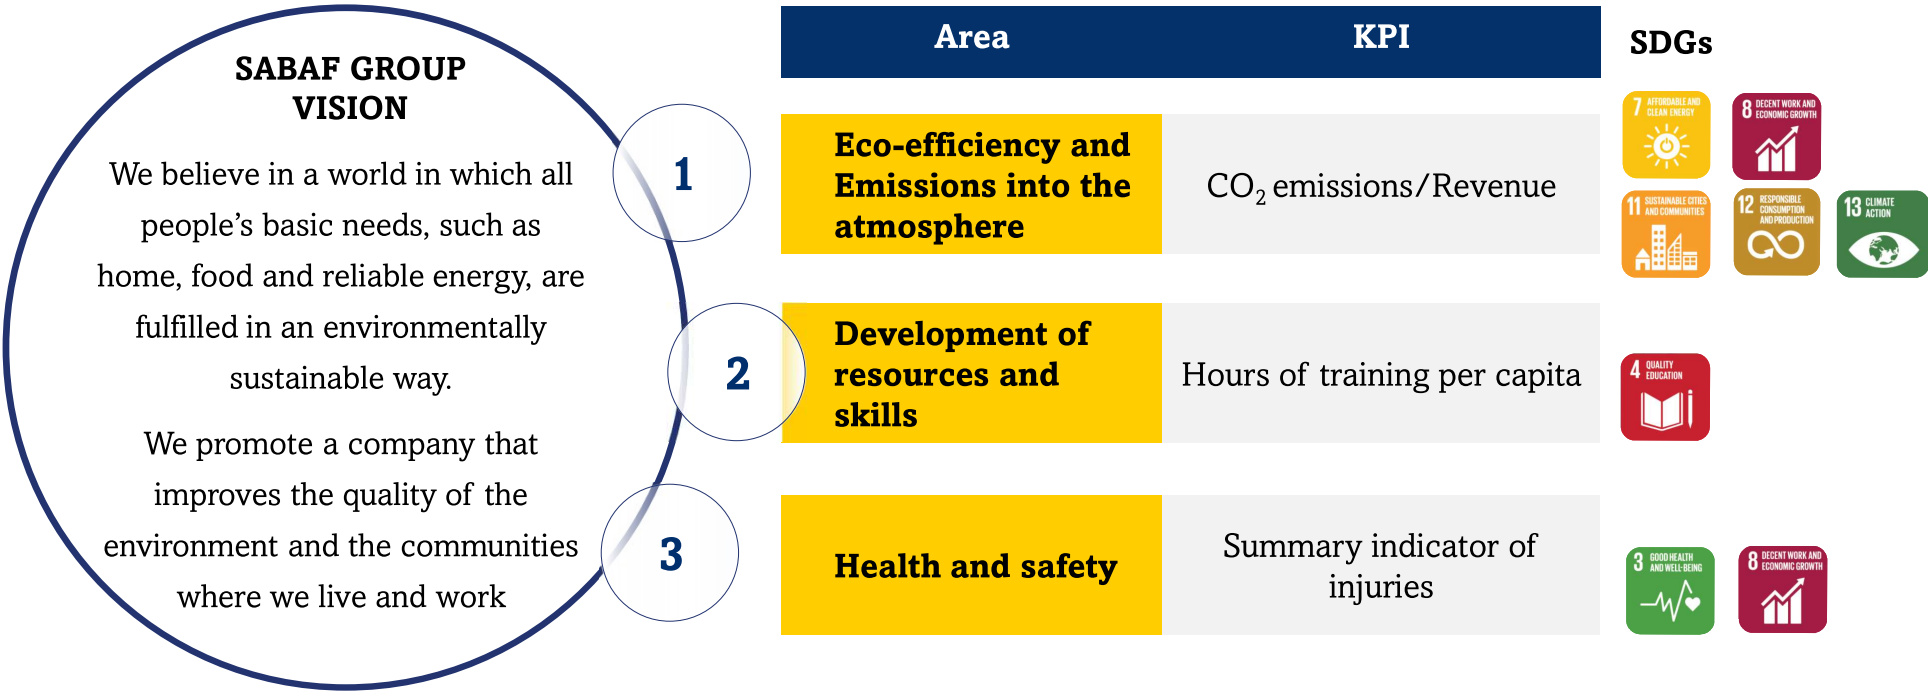 SABAF GROUP
VISION
We believe in a world in which all
people’s basic needs, such as
home, food and reliable energy, are
fulfilled in an environmentally
sustainable way.
We promote a company that
improves the quality of the
environment and the communities
where we live and work
Area
KPI
SDGs
1
Eco-efficiency and
Emissions into the
atmosphere
CO₂ emissions/Revenue
7 AFFORDABLE AND
CLEAN ENERGY
8 DECENT WORK AND
ECONOMIC GROWTH
11 SUSTAINABLE CITIES
AND COMMUNITIES
12 RESPONSIBLE
CONSUMPTION
AND PRODUCTION
13 CLIMATE
ACTION
2
Development of
resources and
skills
Hours of training per capita
4 QUALITY
EDUCATION
3
Health and safety
Summary indicator of
injuries
3 GOOD HEALTH
AND WELL-BEING
8 DECENT WORK AND
ECONOMIC GROWTH